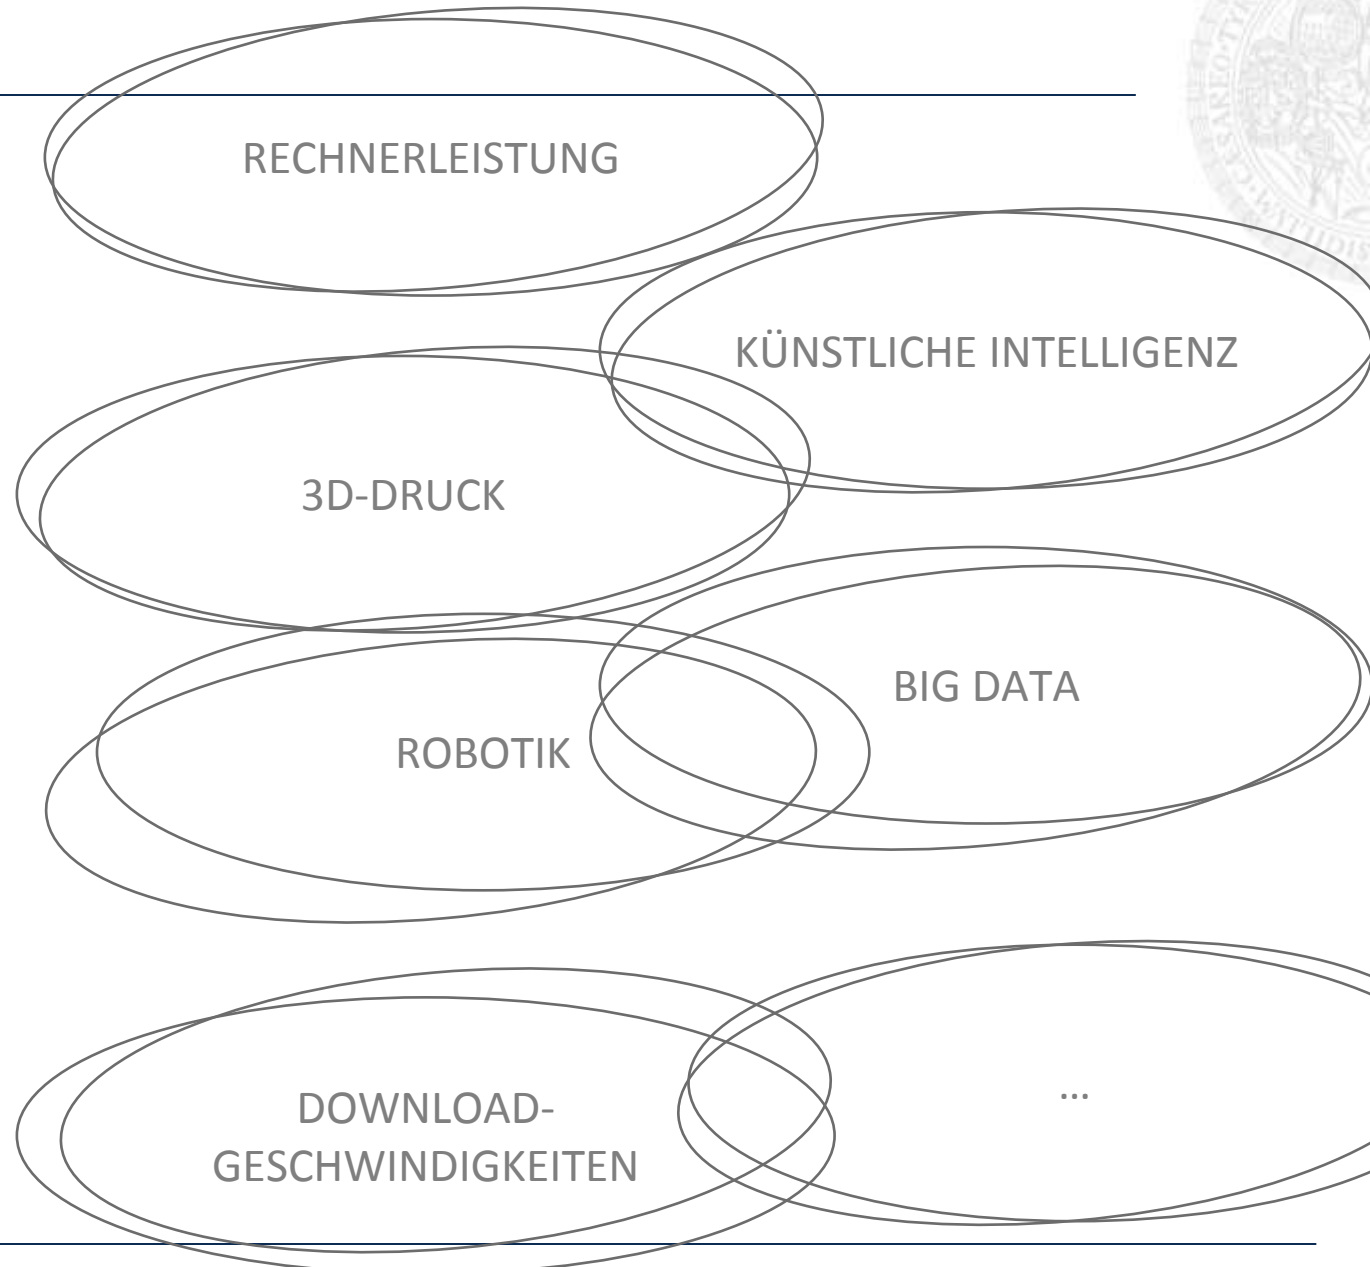 RECHNERLEISTUNG
KÜNSTLICHE INTELLIGENZ
3D-DRUCK
BIG DATA
ROBOTIK
DOWNLOAD-
GESCHWINDIGKEITEN
...